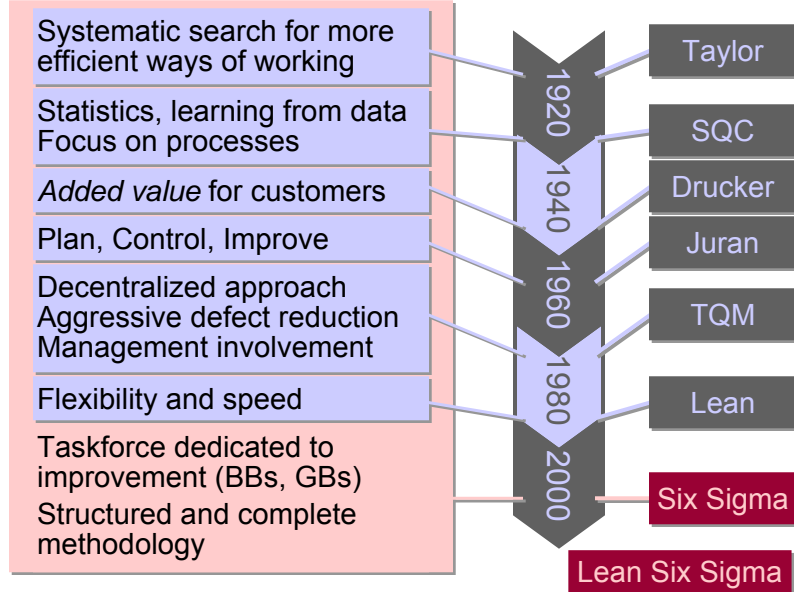 Systematic search for more
efficient ways of working
Statistics, learning from data
Focus on processes
Added value for customers
Plan, Control, Improve
Decentralized approach
Aggressive defect reduction
Management involvement
Flexibility and speed
Taskforce dedicated to
improvement (BBs, GBs)
Structured and complete
methodology
1920
1940
1960
1980
2000
Taylor
SQC
Drucker
Juran
TQM
Lean
Six Sigma
Lean Six Sigma